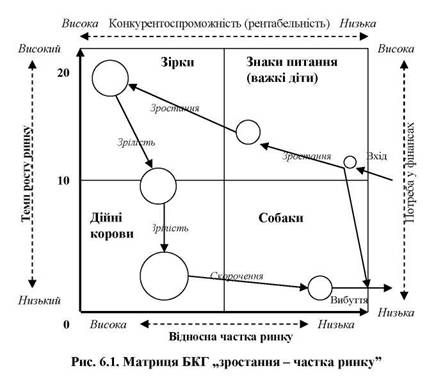 Конкурентоспроможність (рентабельність)
Висока
Низька
Високий
Висока
20
Зірки
Знаки питання
(важкі діти)
Зростання
Зрілість
Зростання
Вхід
Темпи росту ринку
Потреба у фінансах
10
Дійні
корови
Собаки
Зрілість
Скорочення
Вибуття
Низький
Низька
0
Висока
Низька
Відносна частка ринку
Рис. 6.1. Матриця БКГ „зростання – частка ринку”